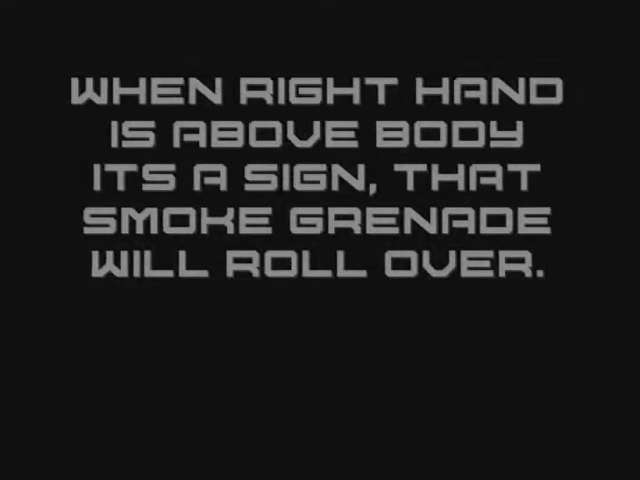 WHEN RIGHT HAND
IS ABOVE BODY
ITS A SIGN, THAT
SMOKE GRENADE
WILL ROLL OVER.